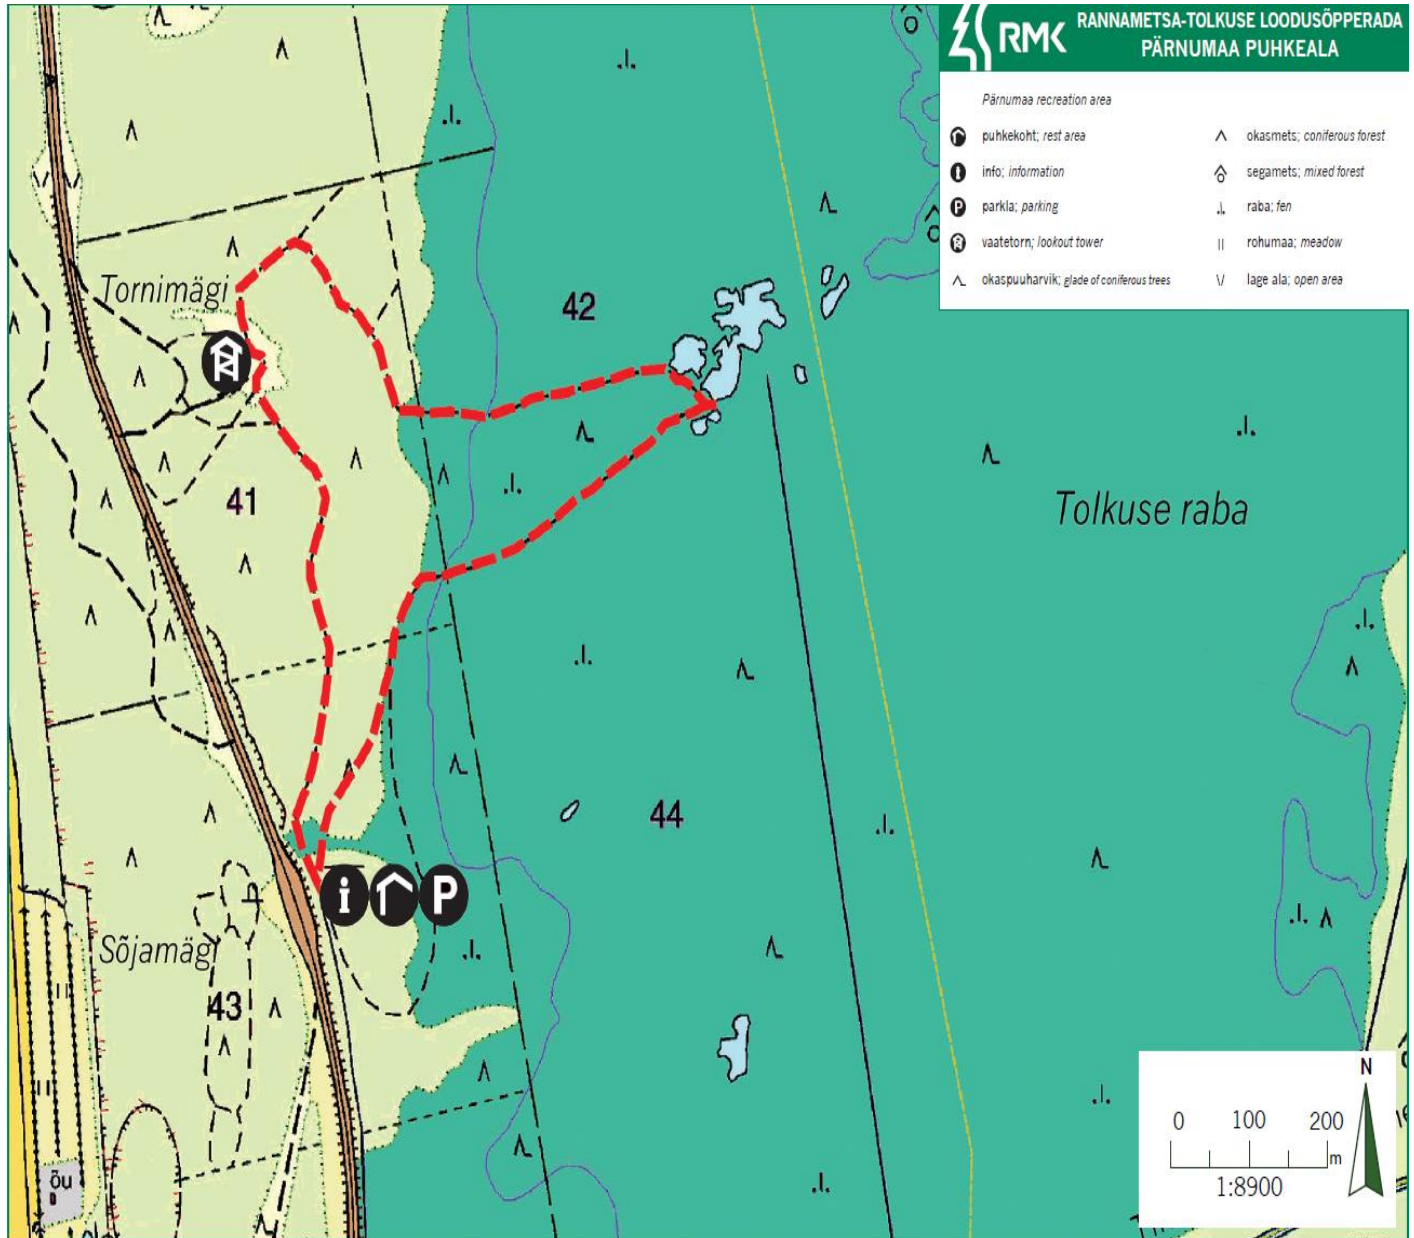 RMK
RANNAMETSA-TOLKUSE LOODUSÕPPERADA
PÄRNUMAA PUHKEALA
Pärnumaa recreation area
puhkekoht; rest area
info; information
P
parkla; parking
vaatetorn; lookout tower
okaspuuharvik; glade of coniferous trees
okasmets; coniferous forest
segamets; mixed forest
raba; fen
rohumaa; meadow
lage ala; open area
Tornimägi
42
41
Tolkuse raba
44
i
P
Sõjamägi
43
õu
N
0 100 200
m
1:8900